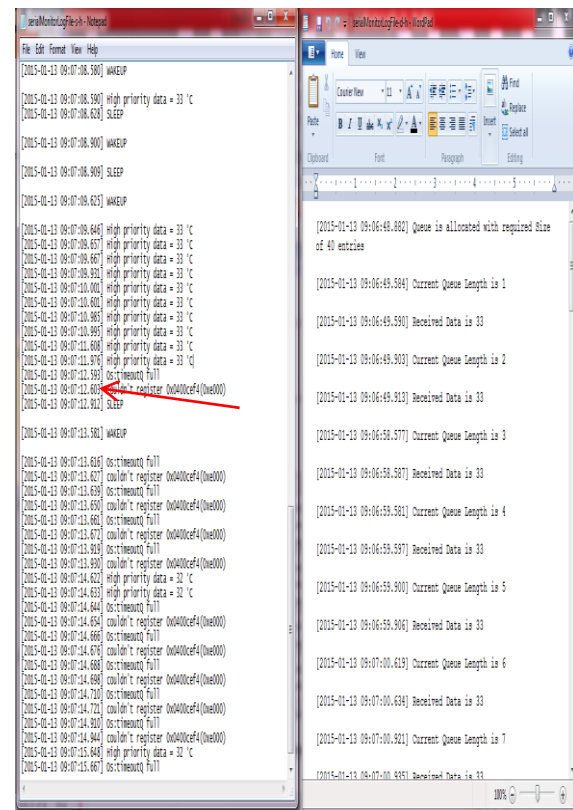 serialMonitorLogFile-s-h - Notepad
File Edit Format View Help
[2015-01-13 09:07:08.580] WAKEUP
[2015-01-13 09:07:08.590] High priority data = 33 'C
[2015-01-13 09:07:08.628] SLEEP
[2015-01-13 09:07:08.900] WAKEUP
[2015-01-13 09:07:08.909] SLEEP
[2015-01-13 09:07:09.625] WAKEUP
[2015-01-13 09:07:09.646] High priority data = 33 'C
[2015-01-13 09:07:09.657] High priority data = 33 'C
[2015-01-13 09:07:09.667] High priority data = 33 'C
[2015-01-13 09:07:09.931] High priority data = 33 'C
[2015-01-13 09:07:10.001] High priority data = 33 'C
[2015-01-13 09:07:10.601] High priority data = 33 'C
[2015-01-13 09:07:10.985] High priority data = 33 'C
[2015-01-13 09:07:10.995] High priority data = 33 'C
[2015-01-13 09:07:11.608] High priority data = 33 'C
[2015-01-13 09:07:11.976] High priority data = 33 'C
[2015-01-13 09:07:12.593] Os:timeoutQ full
[2015-01-13 09:07:12.603] couldn't register 0x0400cef4(0xe000)
[2015-01-13 09:07:12.912] SLEEP
[2015-01-13 09:07:13.581] WAKEUP
[2015-01-13 09:07:13.616] Os:timeoutQ full
[2015-01-13 09:07:13.627] couldn't register 0x0400cef4(0xe000)
[2015-01-13 09:07:13.639] Os:timeoutQ full
[2015-01-13 09:07:13.650] couldn't register 0x0400cef4(0xe000)
[2015-01-13 09:07:13.661] Os:timeoutQ full
[2015-01-13 09:07:13.672] couldn't register 0x0400cef4(0xe000)
[2015-01-13 09:07:13.919] Os:timeoutQ full
[2015-01-13 09:07:13.930] couldn't register 0x0400cef4(0xe000)
[2015-01-13 09:07:14.622] High priority data = 32 'C
[2015-01-13 09:07:14.633] High priority data = 32 'C
[2015-01-13 09:07:14.644] Os:timeoutQ full
[2015-01-13 09:07:14.654] couldn't register 0x0400cef4(0xe000)
[2015-01-13 09:07:14.666] Os:timeoutQ full
[2015-01-13 09:07:14.676] couldn't register 0x0400cef4(0xe000)
[2015-01-13 09:07:14.688] Os:timeoutQ full
[2015-01-13 09:07:14.698] couldn't register 0x0400cef4(0xe000)
[2015-01-13 09:07:14.710] Os:timeoutQ full
[2015-01-13 09:07:14.721] couldn't register 0x0400cef4(0xe000)
[2015-01-13 09:07:14.910] Os:timeoutQ full
[2015-01-13 09:07:14.944] couldn't register 0x0400cef4(0xe000)
[2015-01-13 09:07:15.648] High priority data = 32 'C
[2015-01-13 09:07:15.667] Os:timeoutQ full
serialMonitorLogFile-d-h - WordPad
Home View
Paste
Courier New 11
B I U abc X, x² A
Insert
Find
Replace
Select all
Clipboard Font Paragraph Editing
1 2 3 4 5
[2015-01-13 09:06:48.882] Queue is allocated with required Size
of 40 entries
[2015-01-13 09:06:49.584] Current Queue Length is 1
[2015-01-13 09:06:49.590] Received Data is 33
[2015-01-13 09:06:49.903] Current Queue Length is 2
[2015-01-13 09:06:49.913] Received Data is 33
[2015-01-13 09:06:58.577] Current Queue Length is 3
[2015-01-13 09:06:58.587] Received Data is 33
[2015-01-13 09:06:59.581] Current Queue Length is 4
[2015-01-13 09:06:59.597] Received Data is 33
[2015-01-13 09:06:59.900] Current Queue Length is 5
[2015-01-13 09:06:59.906] Received Data is 33
[2015-01-13 09:07:00.619] Current Queue Length is 6
[2015-01-13 09:07:00.634] Received Data is 33
[2015-01-13 09:07:00.921] Current Queue Length is 7
[2015-01-13 09:07:00.935] Received Data is 33
100%